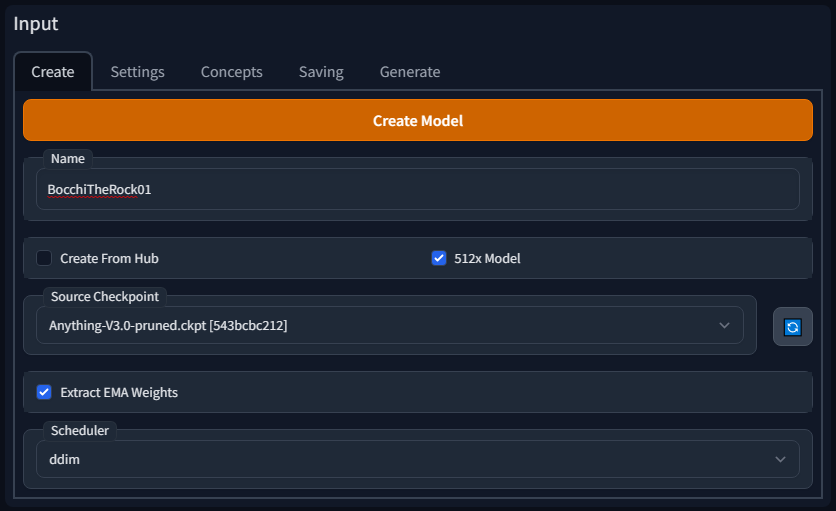 Input
Create Settings Concepts Saving Generate
Create Model
Name
BocchiTheRock01
Create From Hub 512x Model
Source Checkpoint
Anything-V3.0-pruned.ckpt [543bcbc212]
Extract EMA Weights
Scheduler
ddim